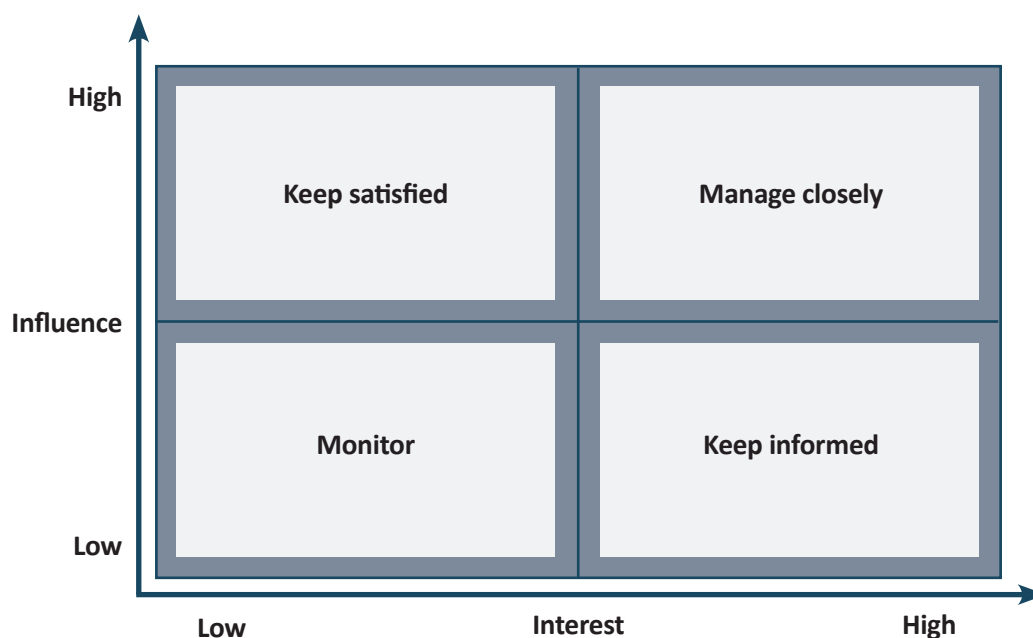 High
Keep satisfied
Manage closely
Influence
Monitor
Keep informed
Low
Low
Interest
High